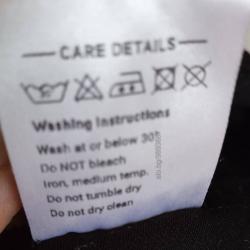 CARE DETAILS
Washing Instructions
Wash at or below 30°
Do NOT bleach
Iron, medium temp.
Do not tumble dry
Do not dry clean